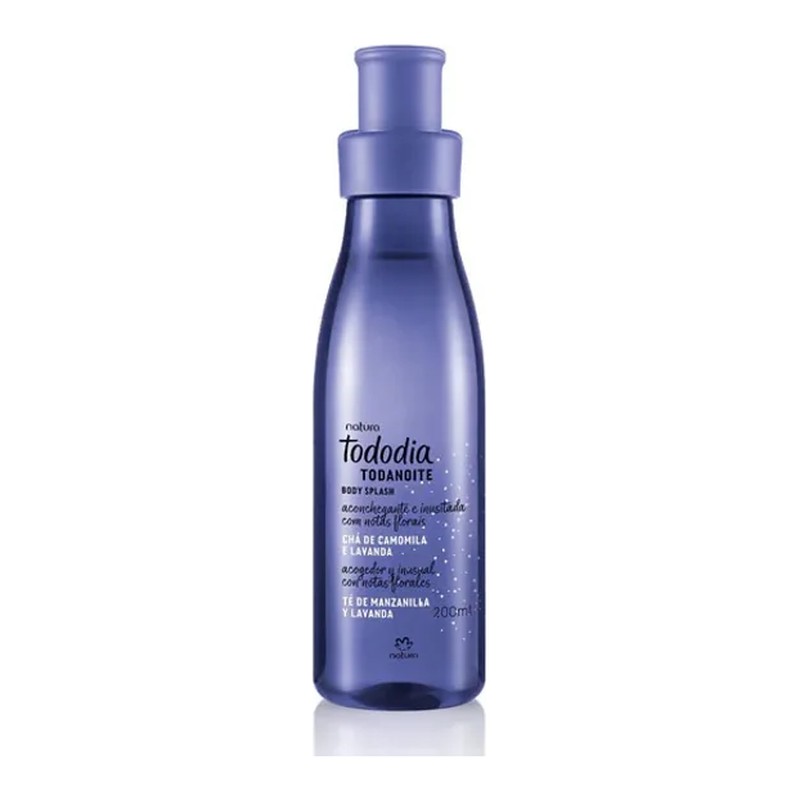 natura
Tododia
TODANOITE
BODY SPLASH
aconchegante e inusitada
com notas florais
CHÁ DE CAMOMILA
E LAVANDA
acogedor y inusual
con notas florales
TÉ DE MANZANILLA
Y LAVANDA
200ml
natura